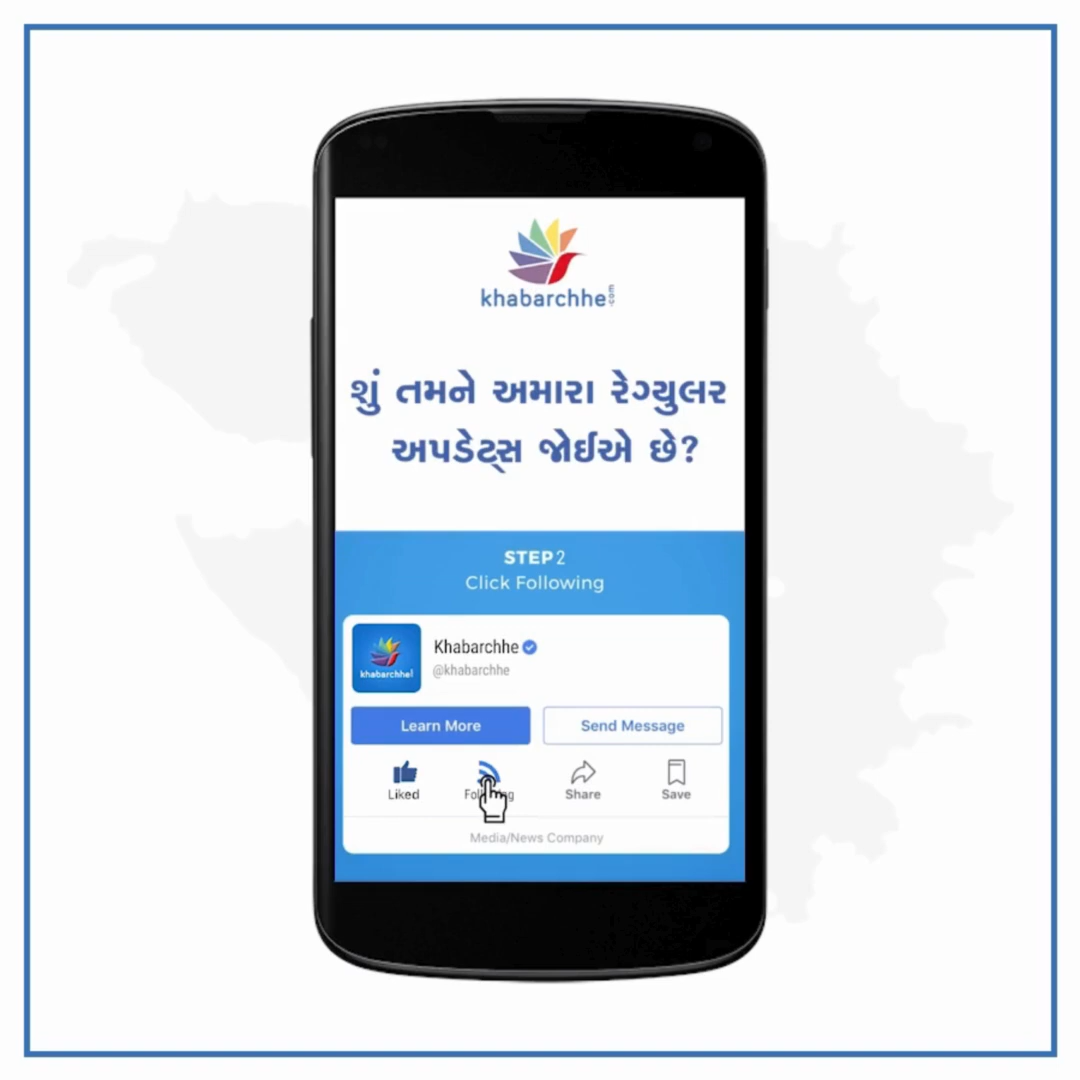 khabarchhe.com
શું તમને અમારા રેગ્યુલર
અપડેટ્સ જોઈએ છે?
STEP 2
Click Following
khabarchhe
Khabarchhe
@khabarchhe
Learn More
Send Message
Liked
Following
Share
Save
Media/News Company